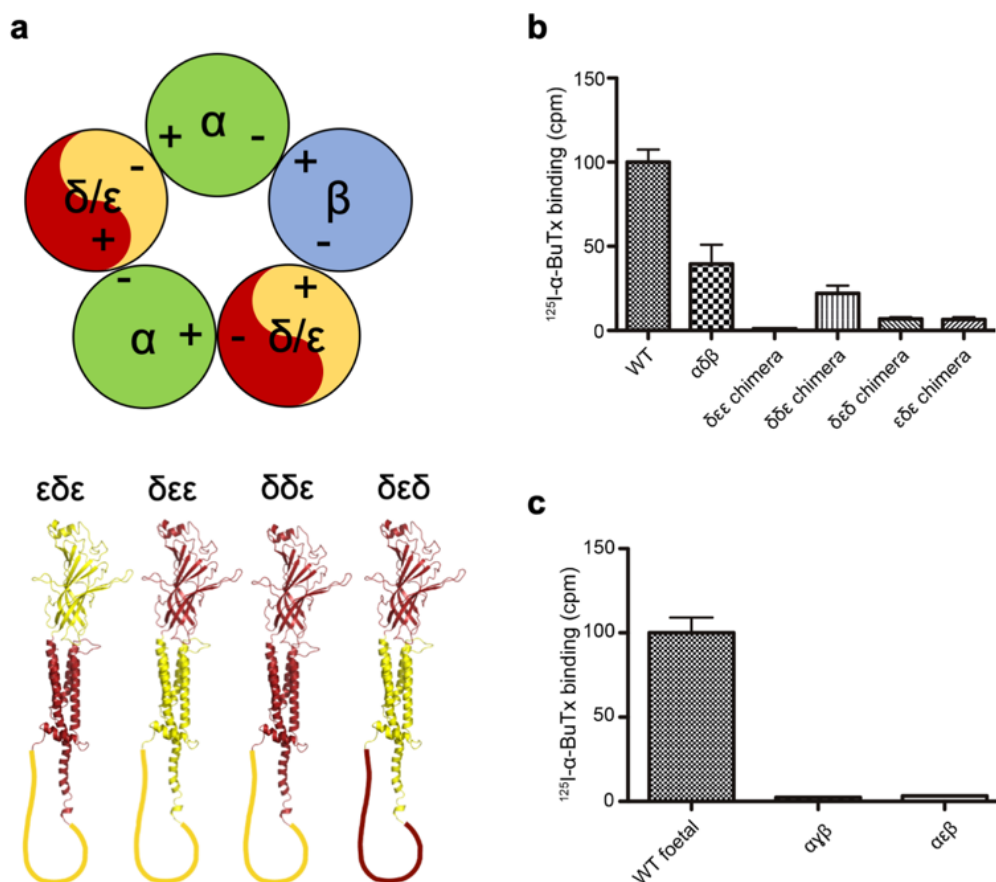 a
α
+
-
+
β
-
-
δ/ε
+
-
α
+
+
-
δ/ε
εδε δεε δδε δεδ
b
¹²⁵I-α-BuTx binding (cpm)
150
100
50
0
WT
αδβ
δεε chimera
δδε chimera
δεδ chimera
εδε chimera
c
¹²⁵I-α-BuTx binding (cpm)
150
100
50
0
WT foetal
αγβ
αεβ